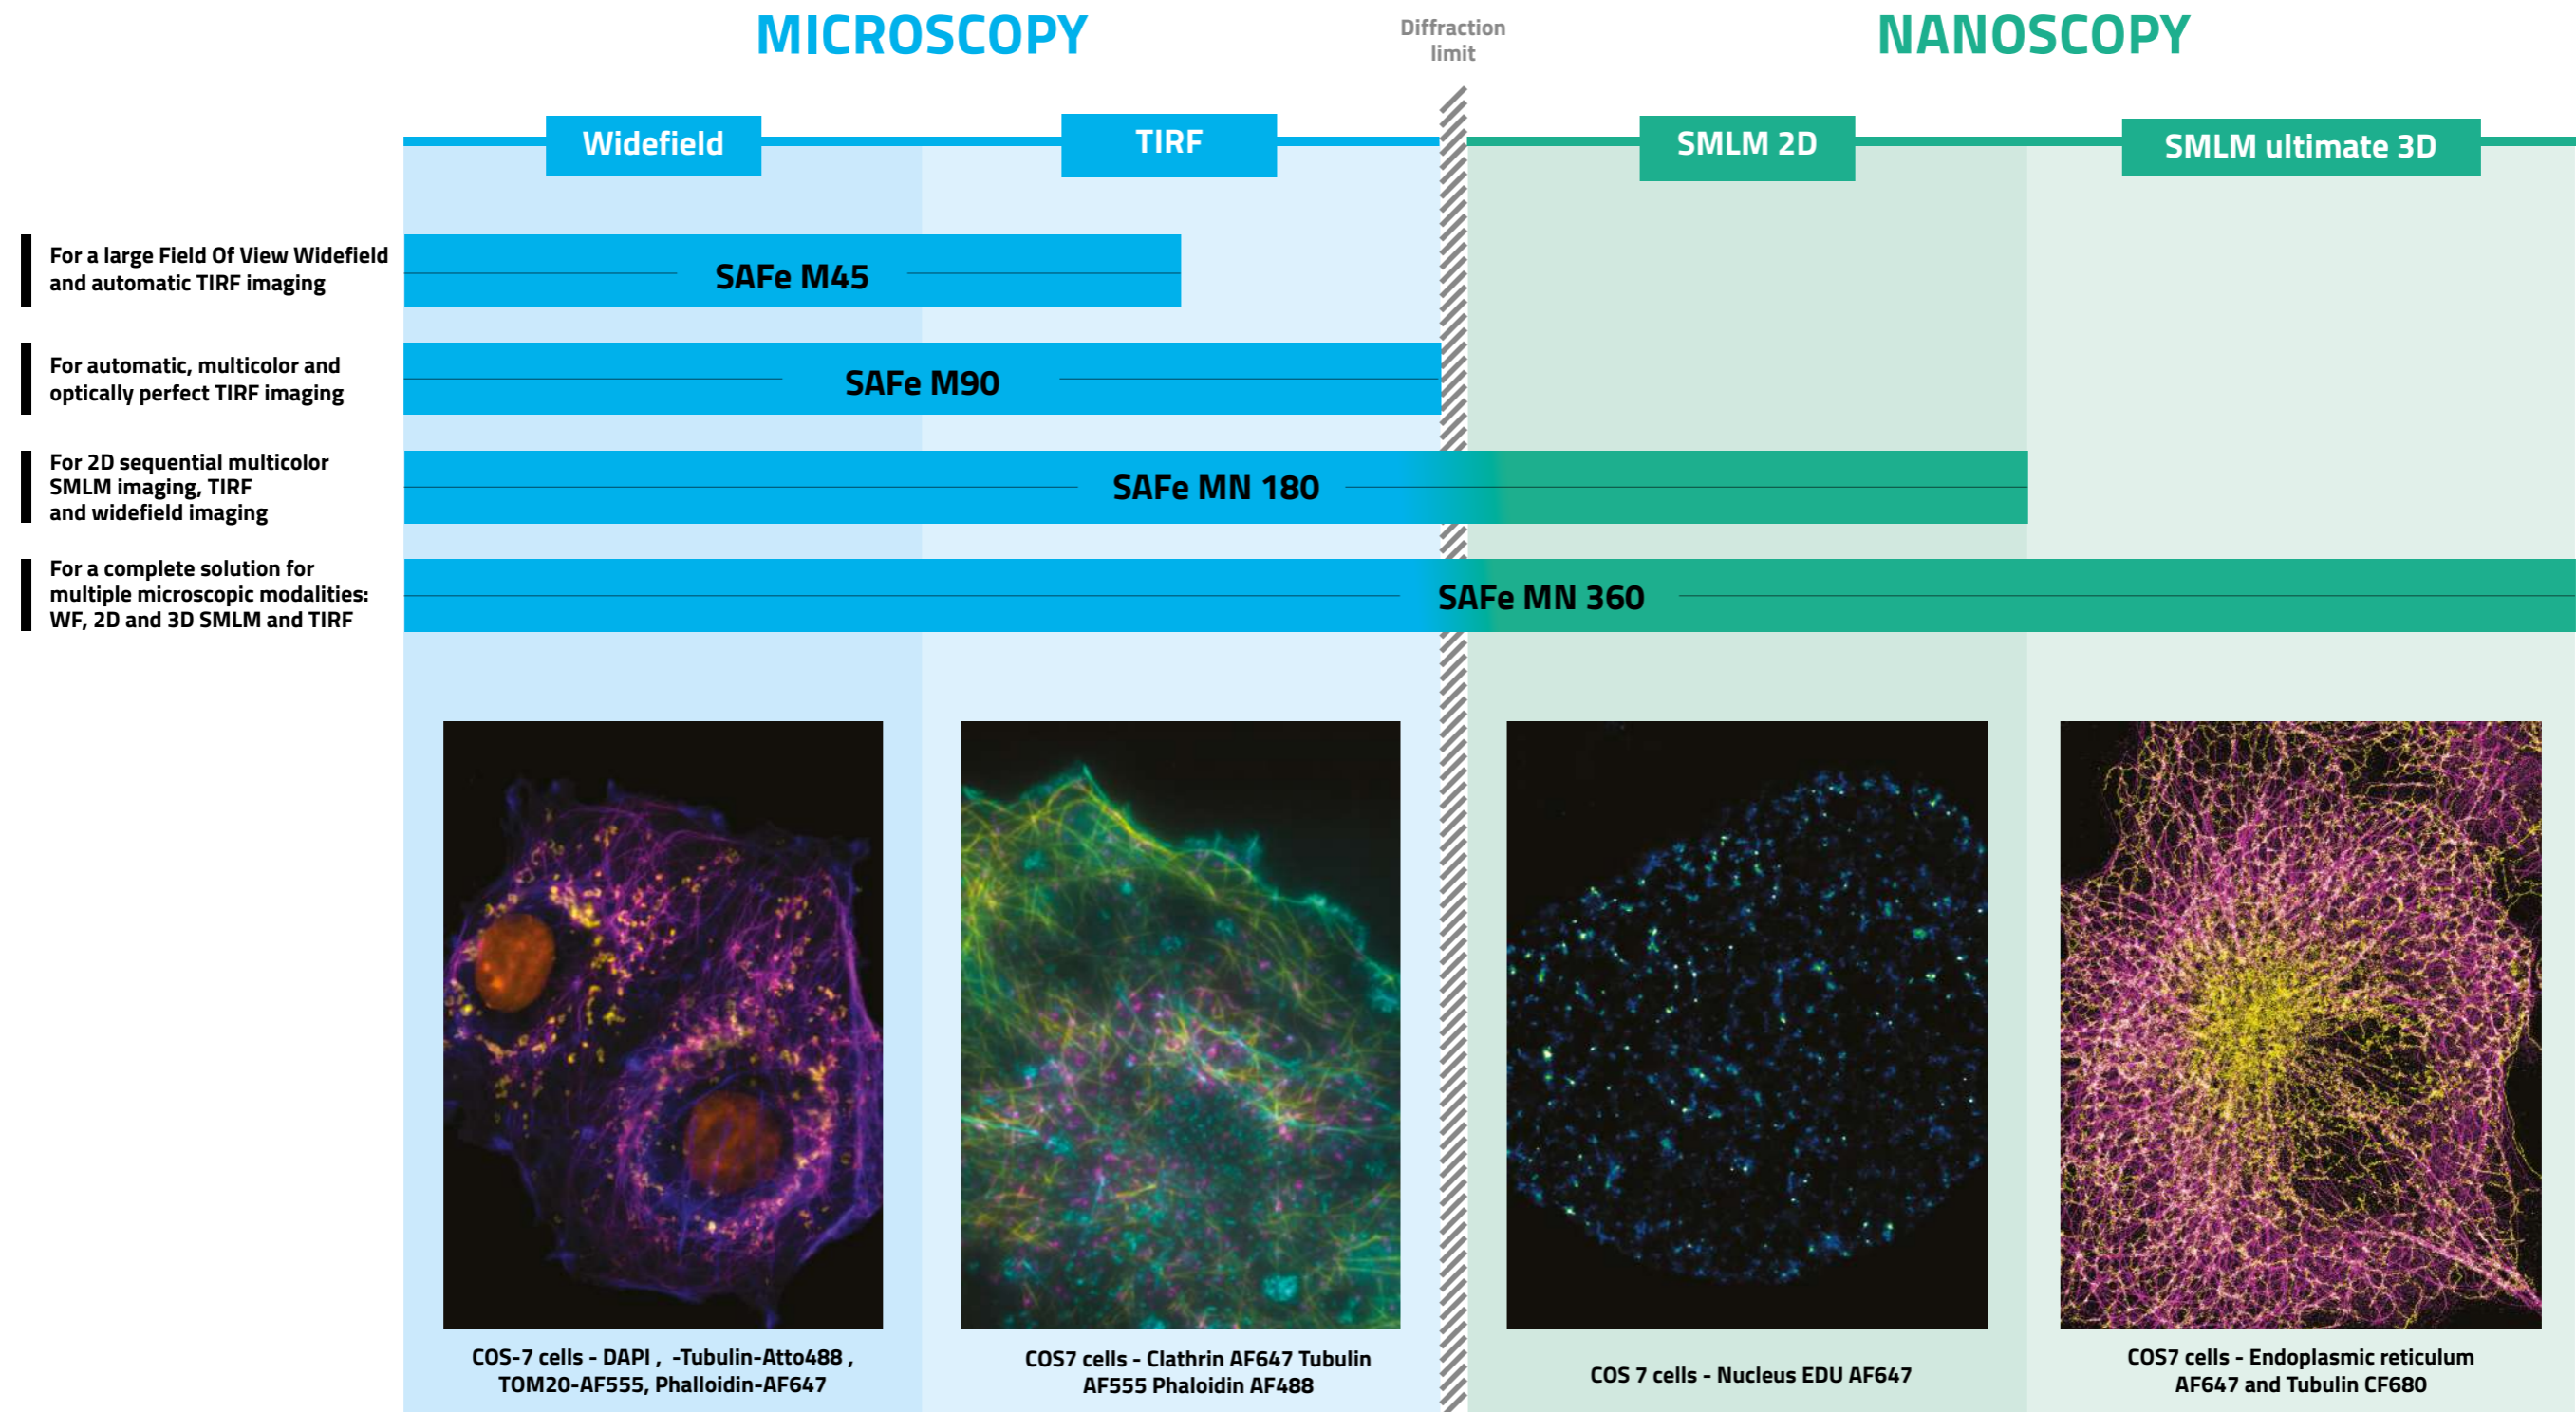 MICROSCOPY
Diffraction
limit
NANOSCOPY
Widefield
TIRF
SMLM 2D
SMLM ultimate 3D
For a large Field Of View Widefield
and automatic TIRF imaging
SAFe M45
For automatic, multicolor and
optically perfect TIRF imaging
SAFe M90
For 2D sequential multicolor
SMLM imaging, TIRF
and widefield imaging
SAFe MN 180
For a complete solution for
multiple microscopic modalities:
WF, 2D and 3D SMLM and TIRF
SAFe MN 360
COS-7 cells - DAPI , -Tubulin-Atto488 ,
TOM20-AF555, Phalloidin-AF647
COS7 cells - Clathrin AF647 Tubulin
AF555 Phaloidin AF488
COS 7 cells - Nucleus EDU AF647
COS7 cells - Endoplasmic reticulum
AF647 and Tubulin CF680